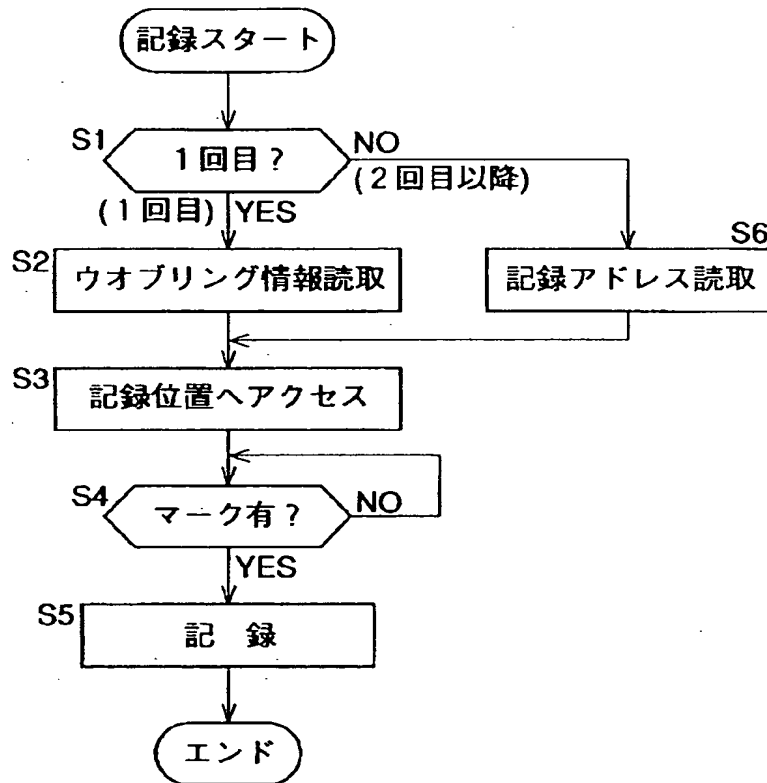 記録スタート
S1
1回目?
NO
(2回目以降)
(1回目) YES
S2
ウオブリング情報読取
S6
記録アドレス読取
S3
記録位置へアクセス
S4
マーク有?
NO
YES
S5
記 録
エンド